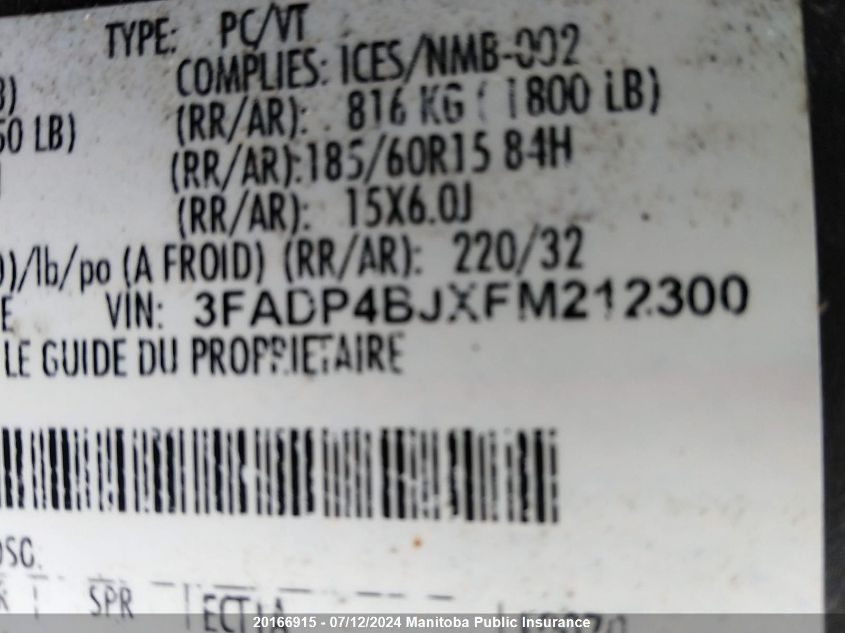 TYPE: PC/VT
COMPLIES: ICES/NMB-002
B)
(RR/AR): 816 KG ( 1800 LB)
50 LB)
(RR/AR):185/60R15 84H
(RR/AR): 15X6.0J
)/lb/po (A FROID) (RR/AR): 220/32
E VIN: 3FADP4BJXFM212300
LE GUIDE DU PROPRIETAIRE
OSG.
SPR
20166915 - 07/12/2024 Manitoba Public Insurance